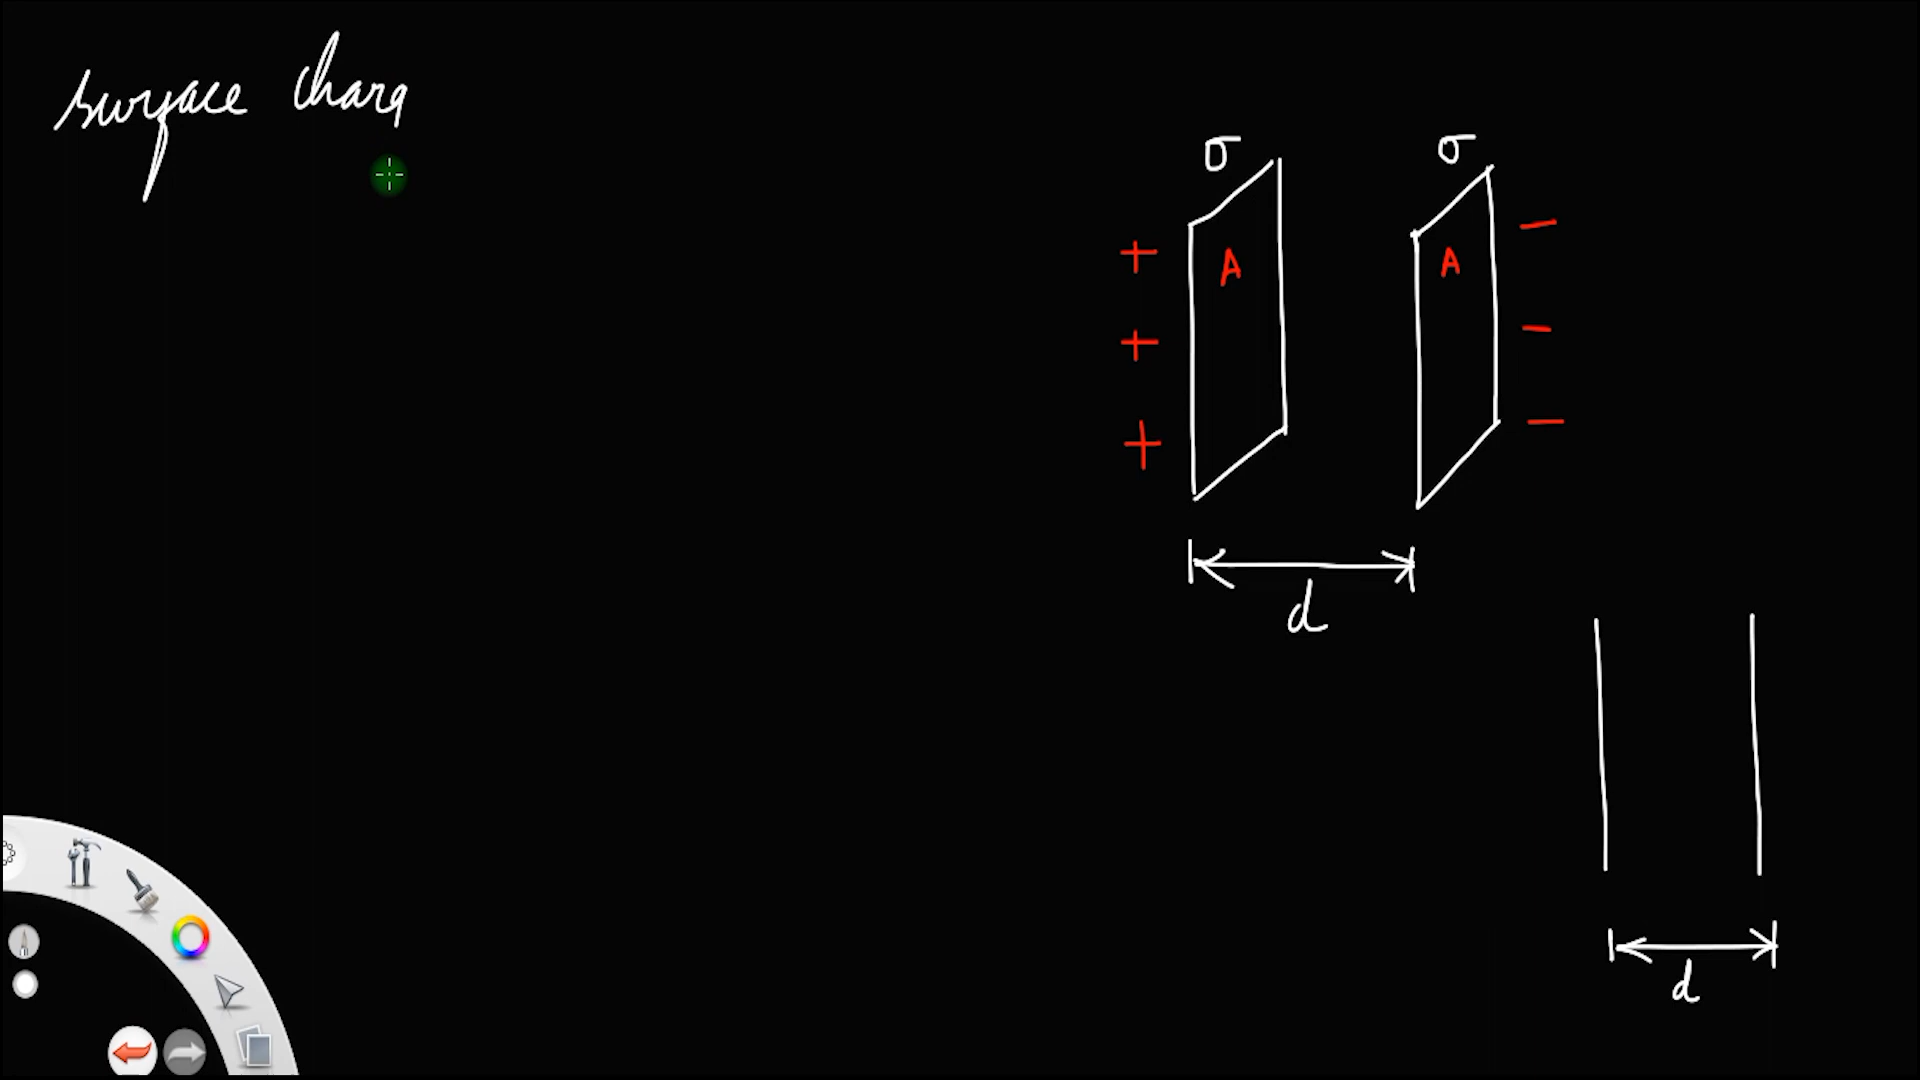 surface charg
σ σ
+ A A -
+ -
+ -
d
d